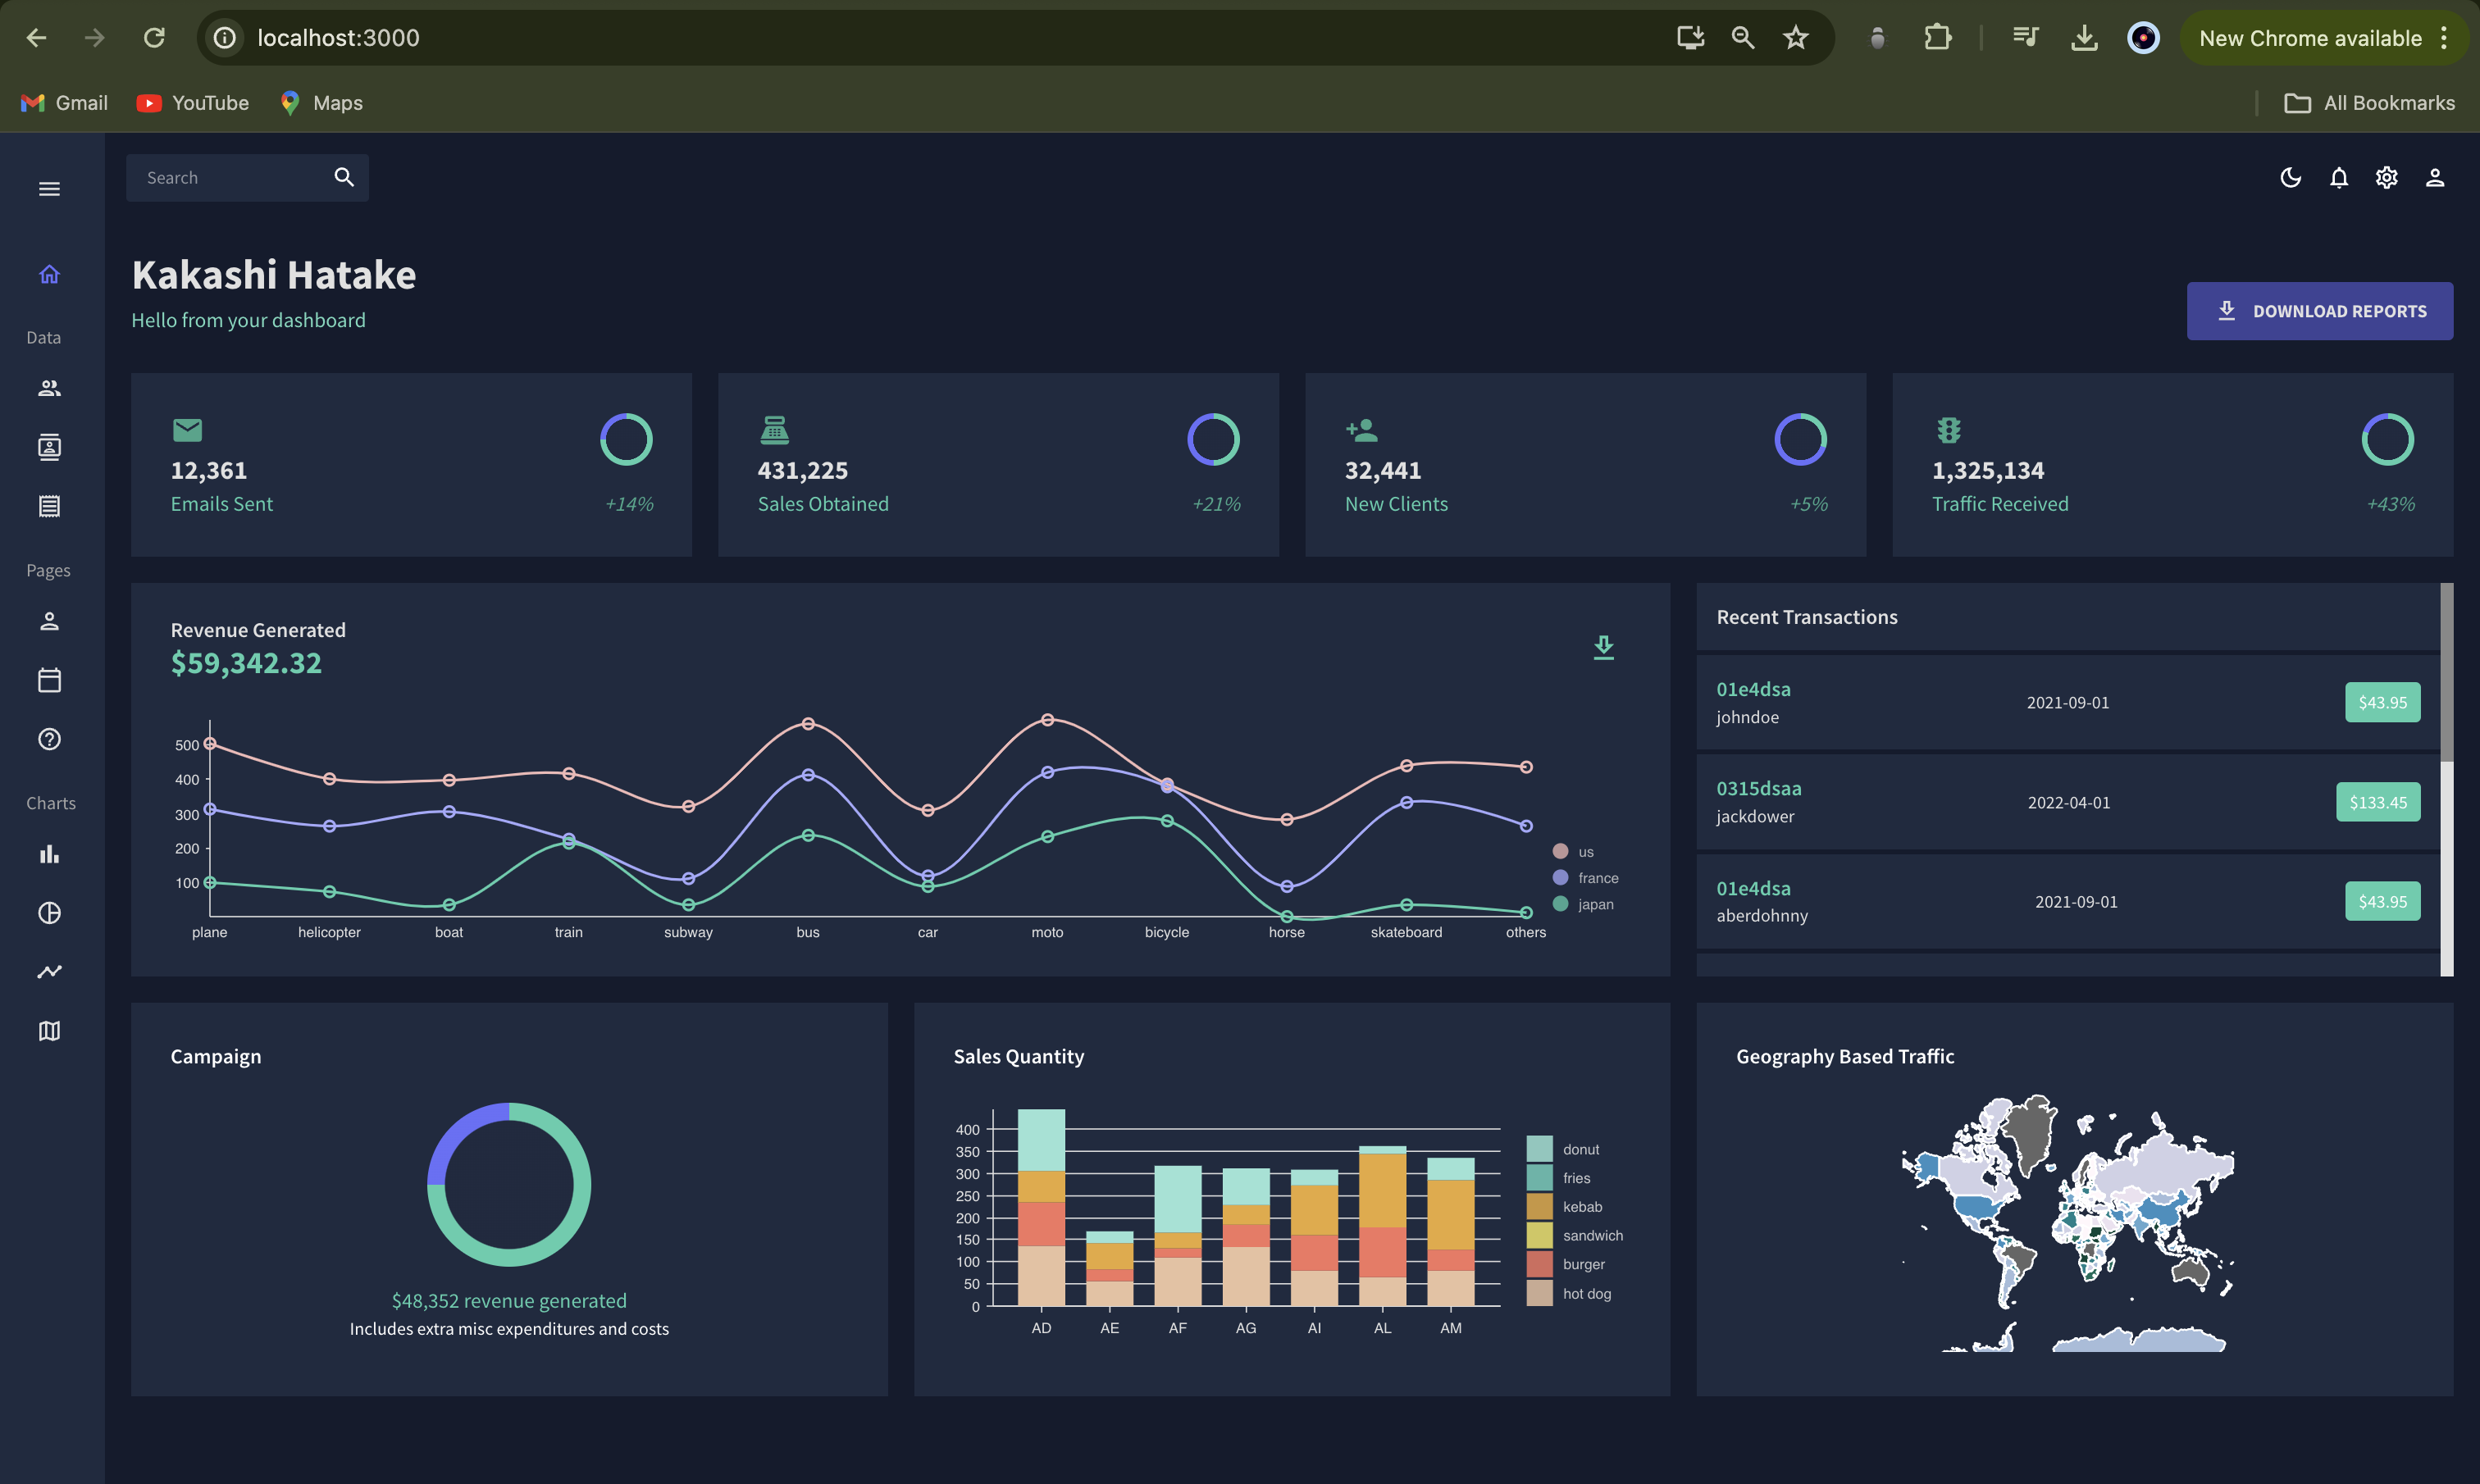 localhost:3000
New Chrome available
Gmail
YouTube
Maps
All Bookmarks
Search
Kakashi Hatake
Hello from your dashboard
DOWNLOAD REPORTS
Data
Pages
Charts
12,361
Emails Sent
+14%
431,225
Sales Obtained
+21%
32,441
New Clients
+5%
1,325,134
Traffic Received
+43%
Revenue Generated
$59,342.32
500
400
300
200
100
plane
helicopter
boat
train
subway
bus
car
moto
bicycle
horse
skateboard
others
us
france
japan
Recent Transactions
01e4dsa
johndoe
2021-09-01
$43.95
0315dsaa
jackdower
2022-04-01
$133.45
01e4dsa
aberdohnny
2021-09-01
$43.95
Campaign
$48,352 revenue generated
Includes extra misc expenditures and costs
Sales Quantity
400
350
300
250
200
150
100
50
0
AD
AE
AF
AG
AI
AL
AM
donut
fries
kebab
sandwich
burger
hot dog
Geography Based Traffic